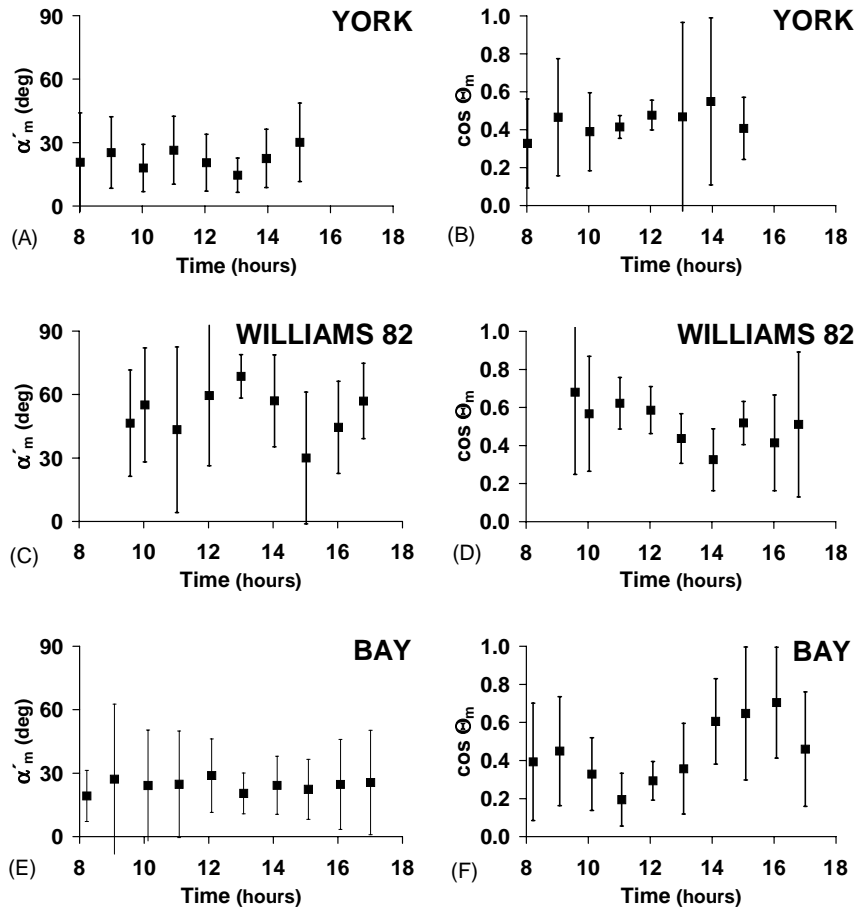 YORK
90
60
30
0
α´m (deg)
8 10 12 14 16 18
Time (hours)
(A)
YORK
1.0
0.8
0.6
0.4
0.2
0.0
cos Θm
8 10 12 14 16 18
Time (hours)
(B)
WILLIAMS 82
90
60
30
0
α´m (deg)
8 10 12 14 16 18
Time (hours)
(C)
WILLIAMS 82
1.0
0.8
0.6
0.4
0.2
0.0
cos Θm
8 10 12 14 16 18
Time (hours)
(D)
BAY
90
60
30
0
α´m (deg)
8 10 12 14 16 18
Time (hours)
(E)
BAY
1.0
0.8
0.6
0.4
0.2
0.0
cos Θm
8 10 12 14 16 18
Time (hours)
(F)